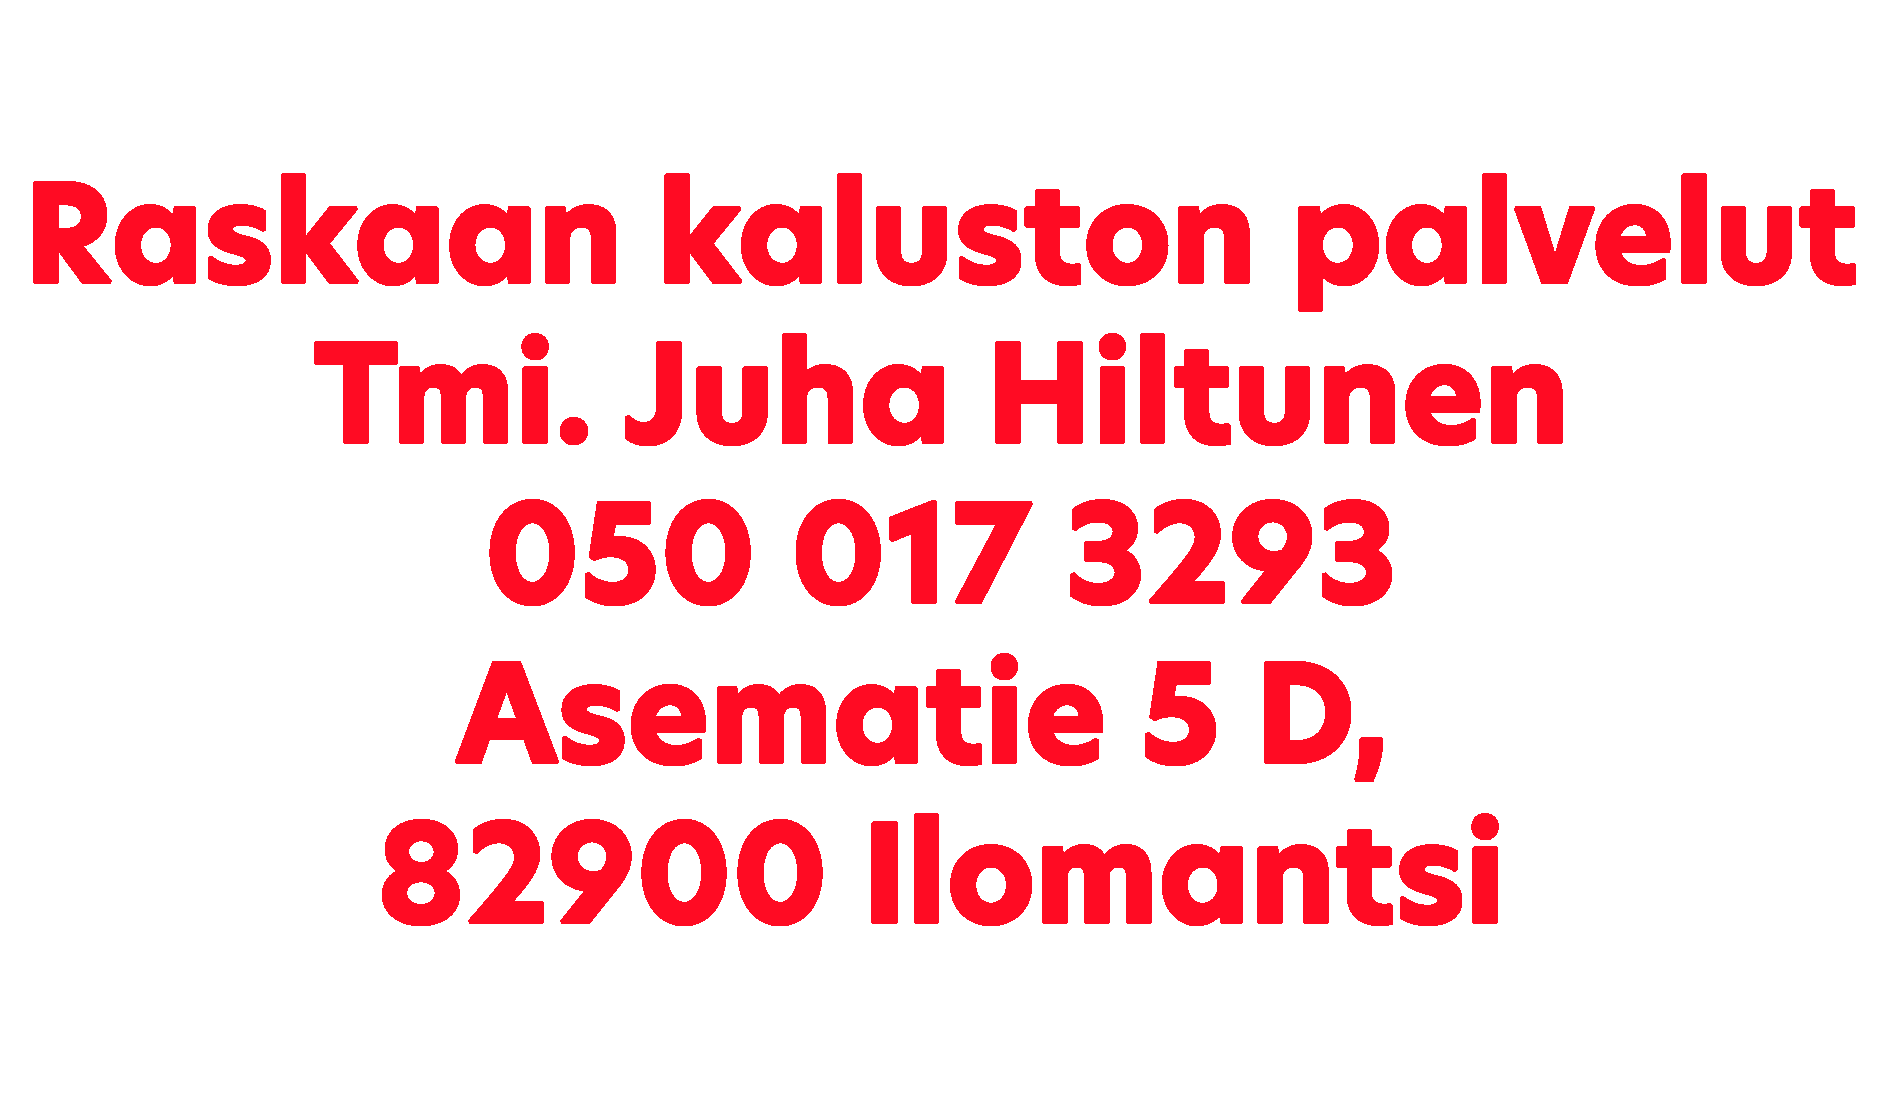 Raskaan kaluston palvelut
Tmi. Juha Hiltunen
050 017 3293
Asematie 5 D,
82900 Ilomantsi